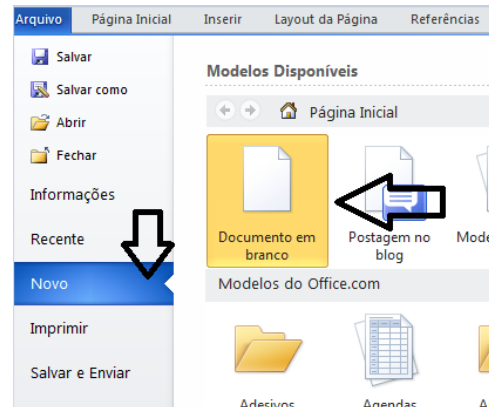 Arquivo Página Inicial Inserir Layout da Página Referências
Salvar
Salvar como
Abrir
Fechar
Informações
Recente
Novo
Imprimir
Salvar e Enviar
Modelos Disponíveis
Página Inicial
Documento em
branco
Postagem no
blog
Modelos do Office.com
Adesivos
Agendas